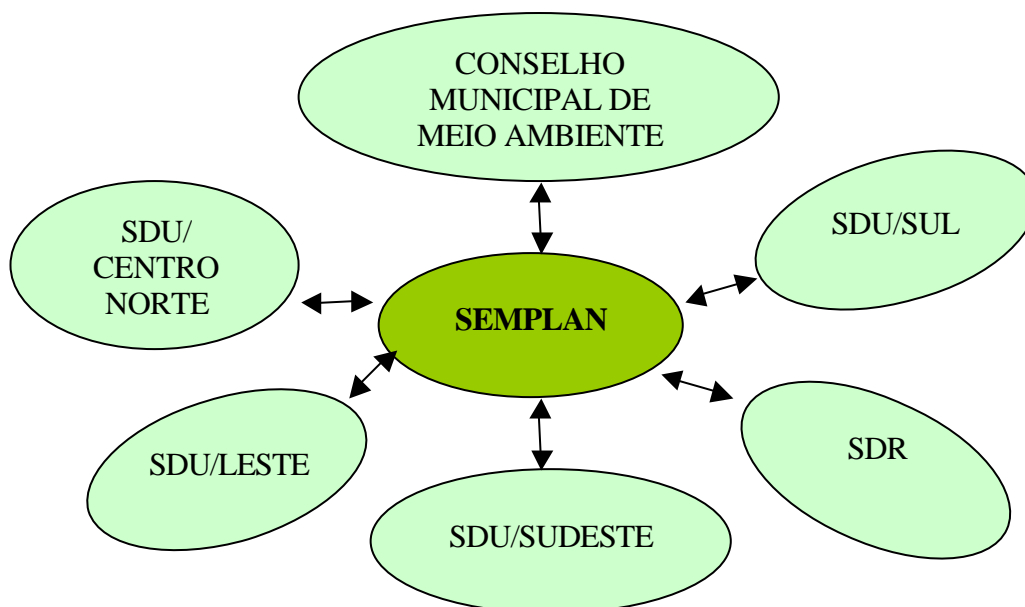 CONSELHO
MUNICIPAL DE
MEIO AMBIENTE
SDU/
CENTRO
NORTE
SDU/SUL
SEMPLAN
SDU/LESTE
SDR
SDU/SUDESTE